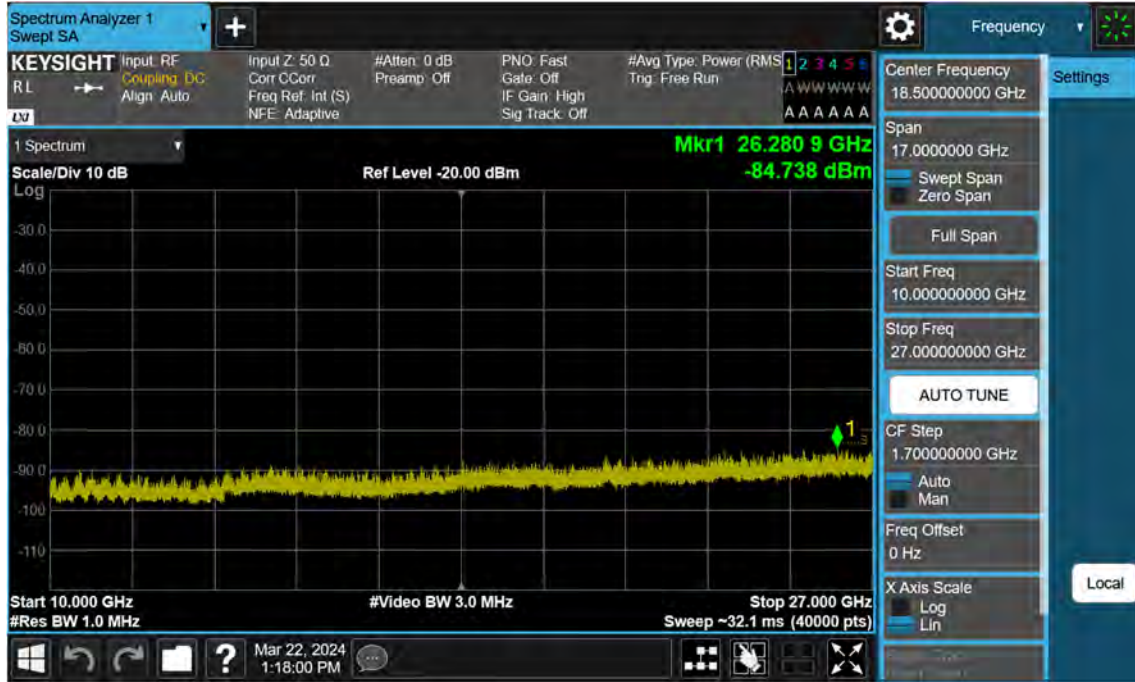 Spectrum Analyzer 1
Swept SA
+
Frequency
KEYSIGHT
RL
LXI
Input: RF
Coupling: DC
Align: Auto
Input Z: 50 Ω
Corr CCorr
Freq Ref: Int (S)
NFE: Adaptive
#Atten: 0 dB
Preamp: Off
PNO: Fast
Gate: Off
IF Gain: High
Sig Track: Off
#Avg Type: Power (RMS
Trig: Free Run
1 2 3 4 5 6
A W W W W W
A A A A A A
Center Frequency
18.500000000 GHz
Settings
1 Spectrum
Mkr1 26.280 9 GHz
Scale/Div 10 dB
Ref Level -20.00 dBm
-84.738 dBm
Log
-30.0
-40.0
-50.0
-60.0
-70.0
-80.0
-90.0
-100
-110
1
Span
17.0000000 GHz
Swept Span
Zero Span
Full Span
Start Freq
10.000000000 GHz
Stop Freq
27.000000000 GHz
AUTO TUNE
CF Step
1.700000000 GHz
Auto
Man
Freq Offset
0 Hz
X Axis Scale
Log
Lin
Local
Start 10.000 GHz
#Video BW 3.0 MHz
Stop 27.000 GHz
#Res BW 1.0 MHz
Sweep ~32.1 ms (40000 pts)
?
Mar 22, 2024
1:18:00 PM